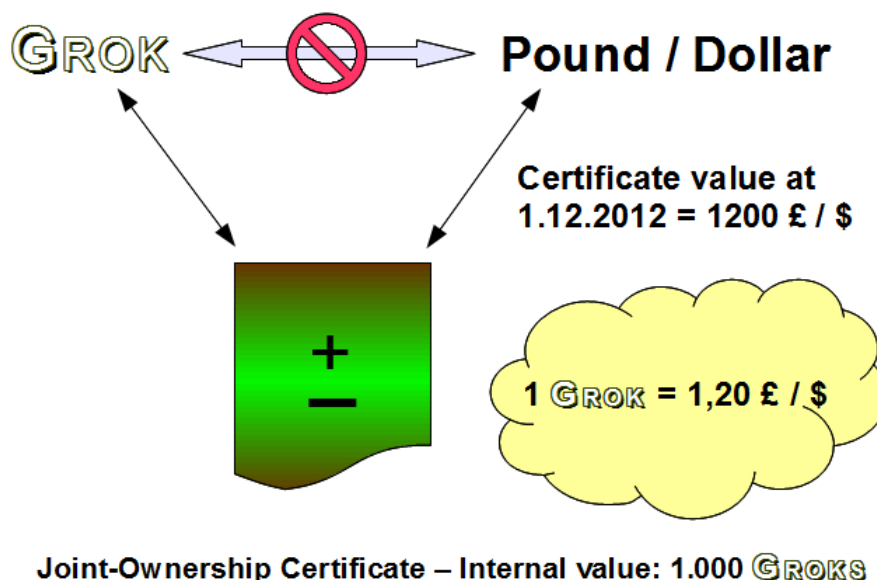 GROK Pound / Dollar
Certificate value at
1.12.2012 = 1200 £ / $
+
−
1 GROK = 1,20 £ / $
Joint-Ownership Certificate – Internal value: 1.000 GROKS